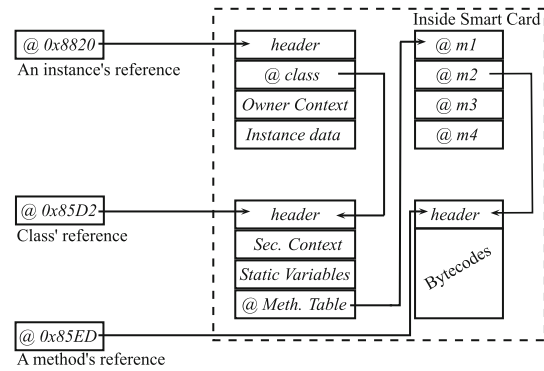 Inside Smart Card
@ 0x8820
An instance's reference
header
@ class
Owner Context
Instance data
@ m1
@ m2
@ m3
@ m4
@ 0x85D2
Class' reference
header
Sec. Context
Static Variables
@ Meth. Table
header
Bytecodes
@ 0x85ED
A method's reference